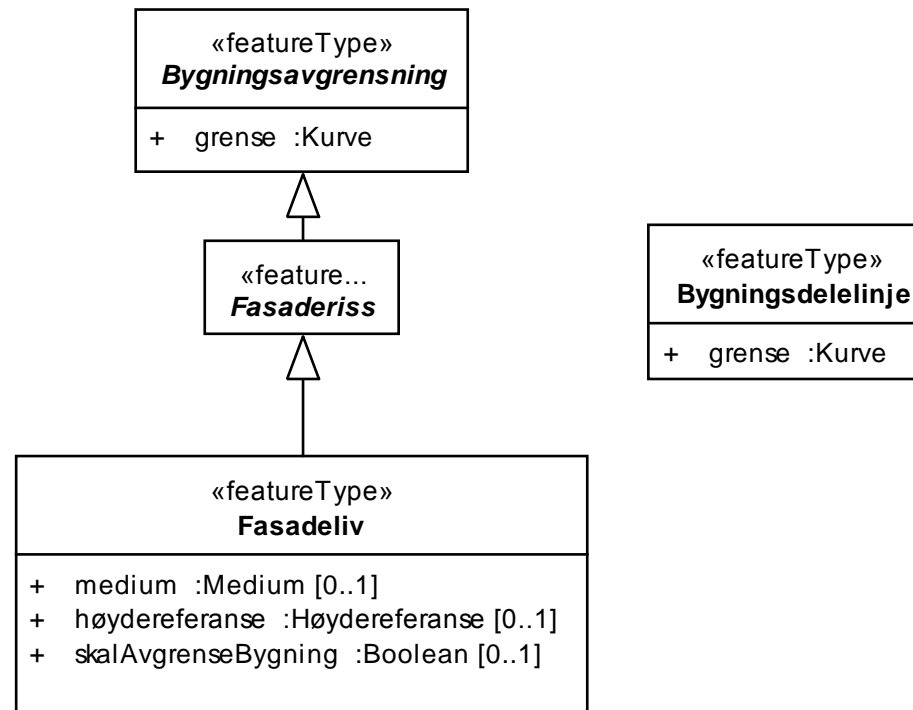 «featureType»
Bygningsavgrensning
+ grense :Kurve
«feature...
Fasaderiss
«featureType»
Bygningsdelelinje
+ grense :Kurve
«featureType»
Fasadeliv
+ medium :Medium [0..1]
+ høydereferanse :Høydereferanse [0..1]
+ skalAvgrenseBygning :Boolean [0..1]